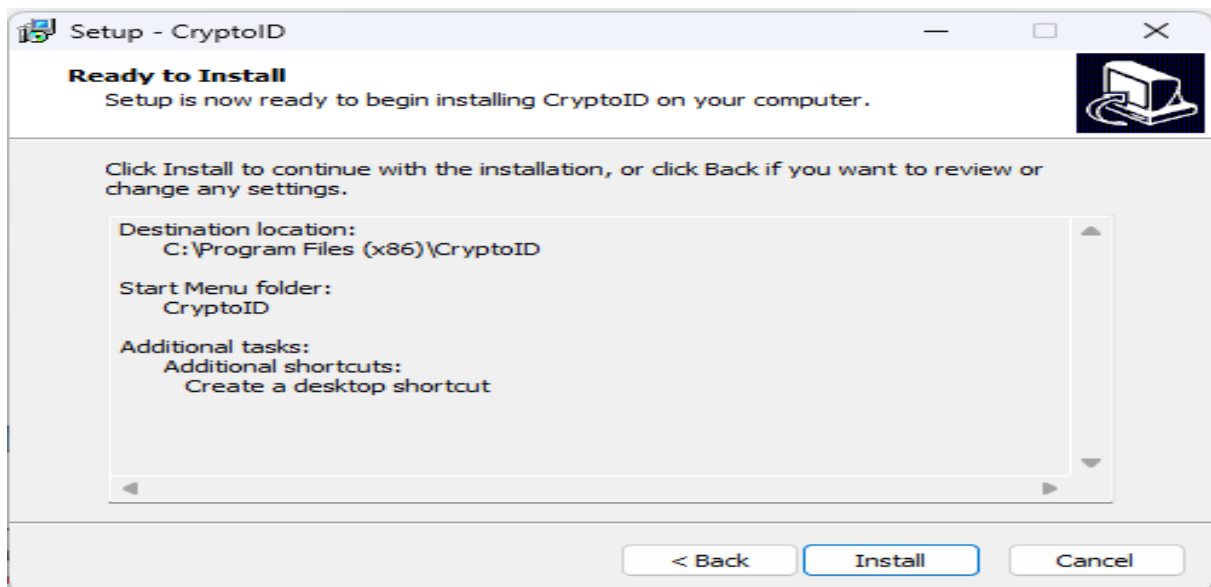 Setup - CryptoID
Ready to Install
Setup is now ready to begin installing CryptoID on your computer.
Click Install to continue with the installation, or click Back if you want to review or
change any settings.
Destination location:
C:\Program Files (x86)\CryptoID
Start Menu folder:
CryptoID
Additional tasks:
Additional shortcuts:
Create a desktop shortcut
< Back Install Cancel